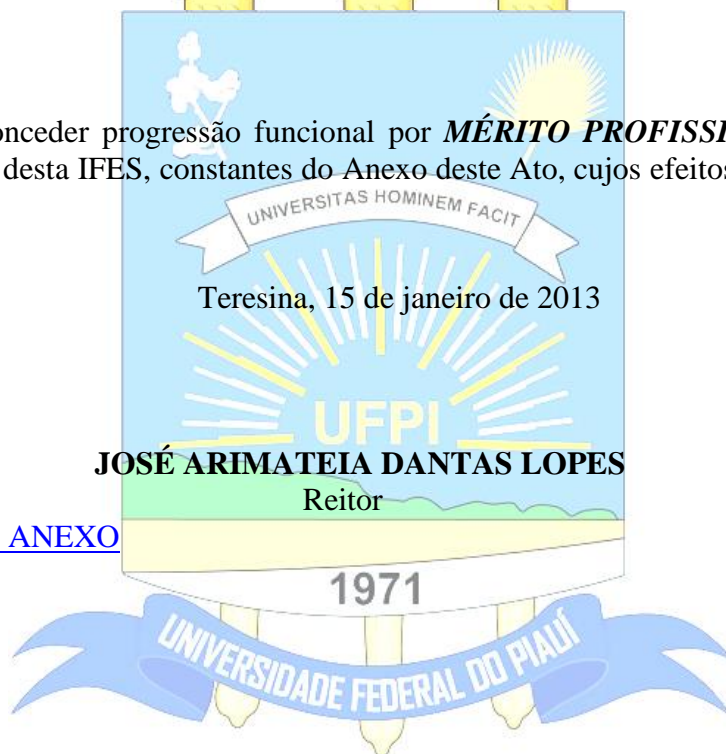 onceder progressão funcional por MÉRITO PROFISSI
desta IFES, constantes do Anexo deste Ato, cujos efeitos
UNIVERSITAS HOMINEM FACIT
Teresina, 15 de janeiro de 2013
UFPI
JOSÉ ARIMATEIA DANTAS LOPES
Reitor
ANEXO
1971
UNIVERSIDADE FEDERAL DO PIAUÍ